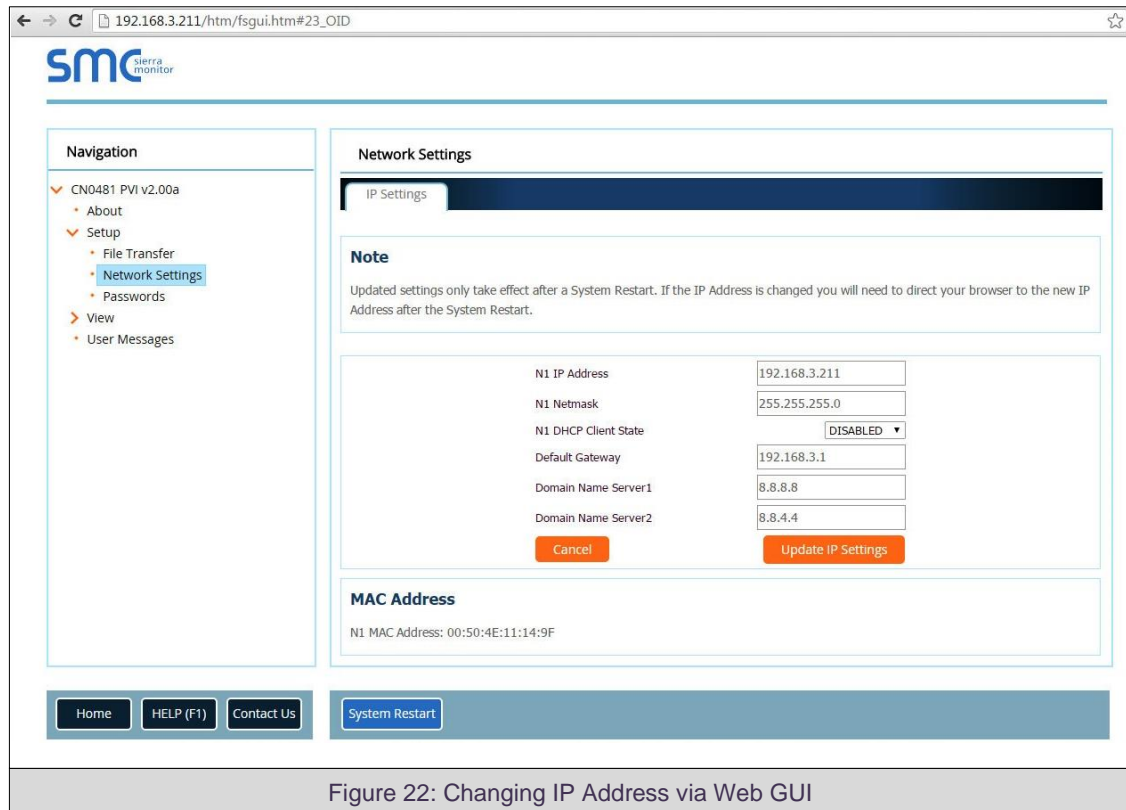 192.168.3.211/htm/fsgui.htm#23_OID
smc sierra monitor
Navigation
CN0481 PVI v2.00a
About
Setup
File Transfer
Network Settings
Passwords
View
User Messages
Network Settings
IP Settings
Note
Updated settings only take effect after a System Restart. If the IP Address is changed you will need to direct your browser to the new IP
Address after the System Restart.
N1 IP Address 192.168.3.211
N1 Netmask 255.255.255.0
N1 DHCP Client State DISABLED
Default Gateway 192.168.3.1
Domain Name Server1 8.8.8.8
Domain Name Server2 8.8.4.4
Cancel Update IP Settings
MAC Address
N1 MAC Address: 00:50:4E:11:14:9F
Home HELP (F1) Contact Us System Restart
Figure 22: Changing IP Address via Web GUI